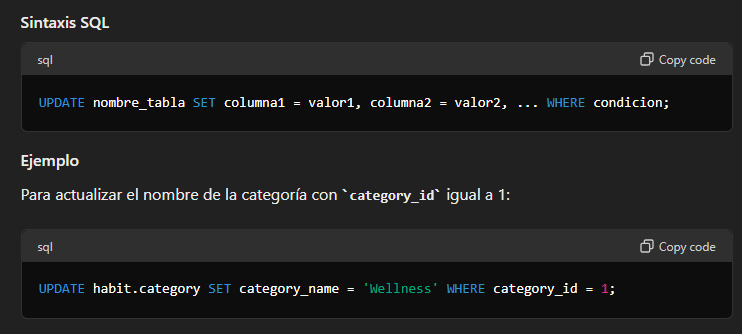 Sintaxis SQL
sql
Copy code
UPDATE nombre_tabla SET columna1 = valor1, columna2 = valor2, ... WHERE condicion;
Ejemplo
Para actualizar el nombre de la categoría con `category_id` igual a 1:
sql
Copy code
UPDATE habit.category SET category_name = 'Wellness' WHERE category_id = 1;